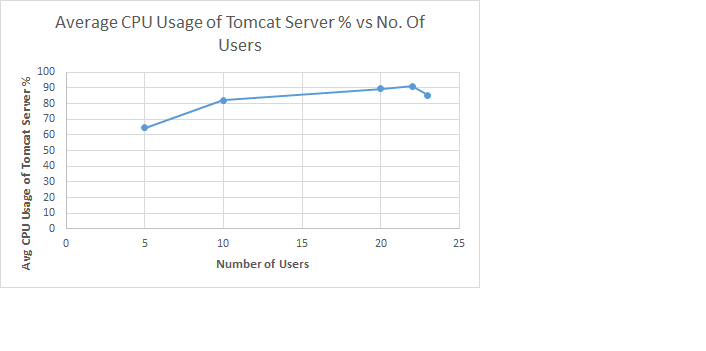 Average CPU Usage of Tomcat Server % vs No. Of
Users
Avg CPU Usage of Tomcat Server %
100
90
80
70
60
50
40
30
20
10
0
0 5 10 15 20 25
Number of Users